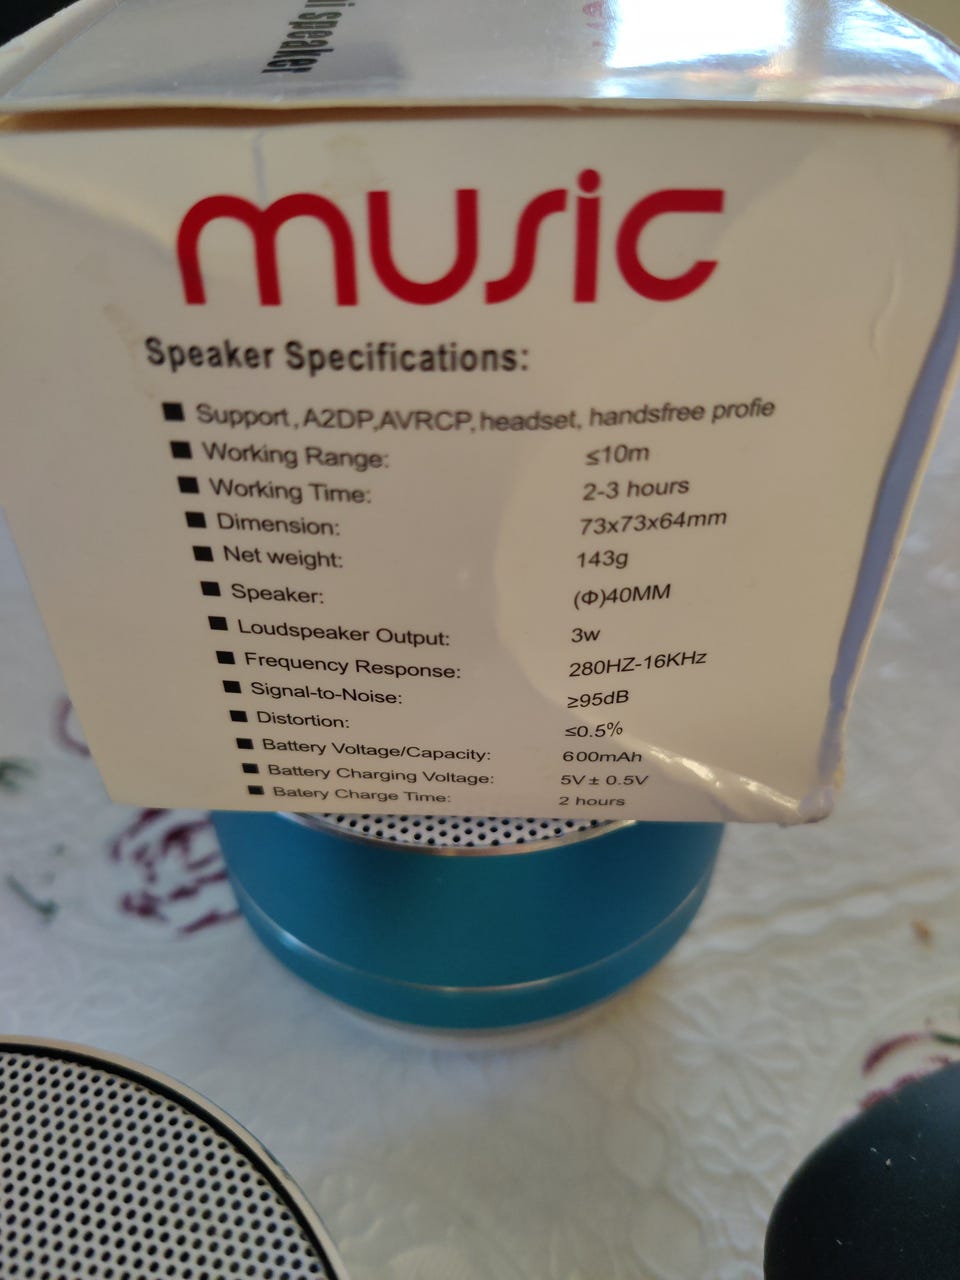 speaker
music
Speaker Specifications:
■ Support, A2DP,AVRCP, headset, handsfree profie
■ Working Range: ≤10m
■ Working Time: 2-3 hours
■ Dimension: 73x73x64mm
■ Net weight: 143g
■ Speaker: (Φ)40MM
■ Loudspeaker Output: 3w
■ Frequency Response: 280HZ-16KHz
■ Signal-to-Noise: ≥95dB
■ Distortion: ≤0.5%
■ Battery Voltage/Capacity: 600mAh
■ Battery Charging Voltage: 5V± 0.5V
■ Batery Charge Time: 2 hours